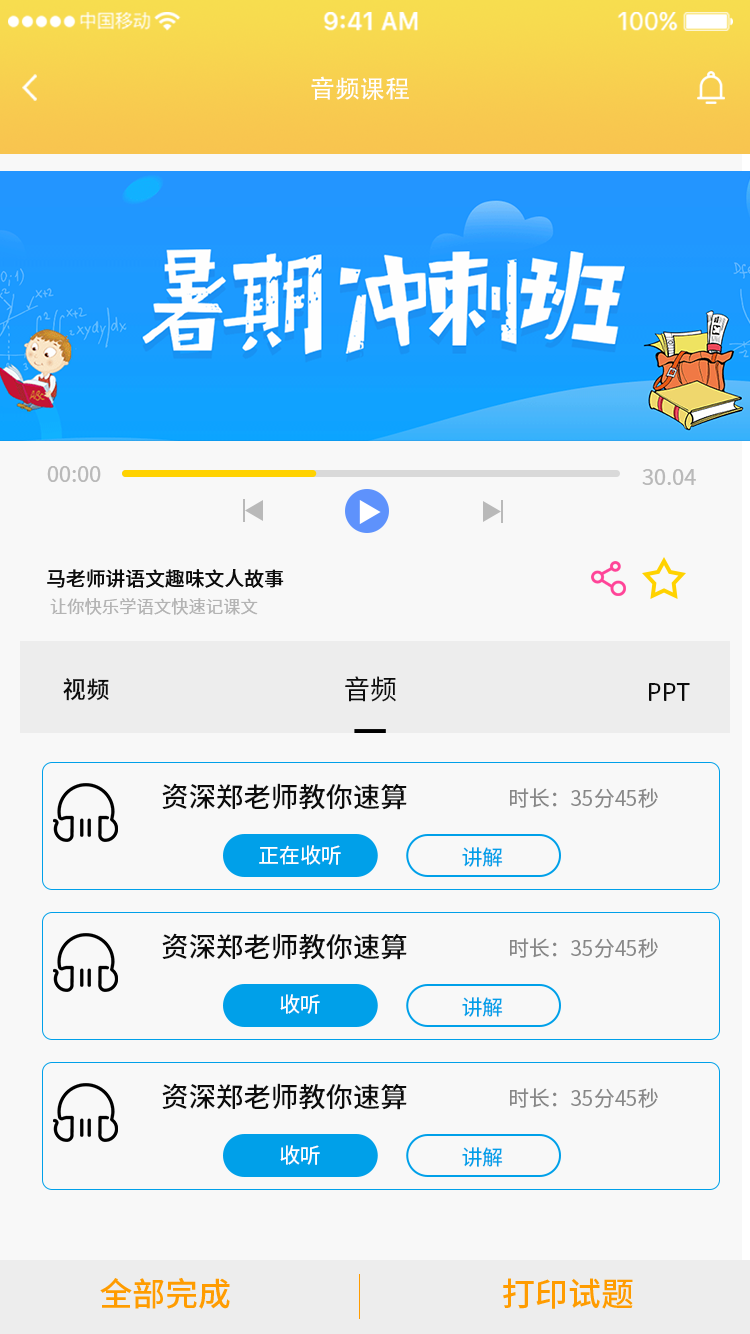 中国移动 9:41 AM 100%
音频课程
暑期冲刺班
ABC
00:00 30.04
马老师讲语文趣味文人故事
让你快乐学语文快速记课文
视频 音频 PPT
资深郑老师教你速算 时长：35分45秒
正在收听 讲解
资深郑老师教你速算 时长：35分45秒
收听 讲解
资深郑老师教你速算 时长：35分45秒
收听 讲解
全部完成 打印试题